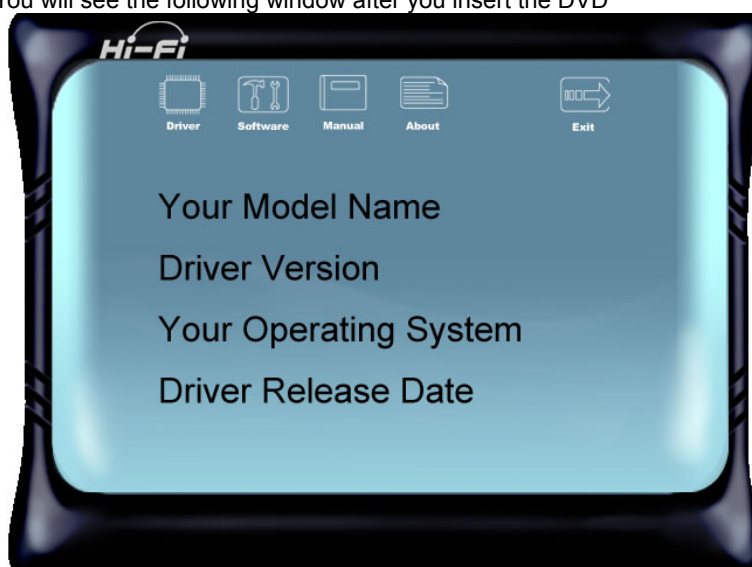 You will see the following window after you insert the DVD
Hi-Fi
Driver Software Manual About Exit
Your Model Name
Driver Version
Your Operating System
Driver Release Date